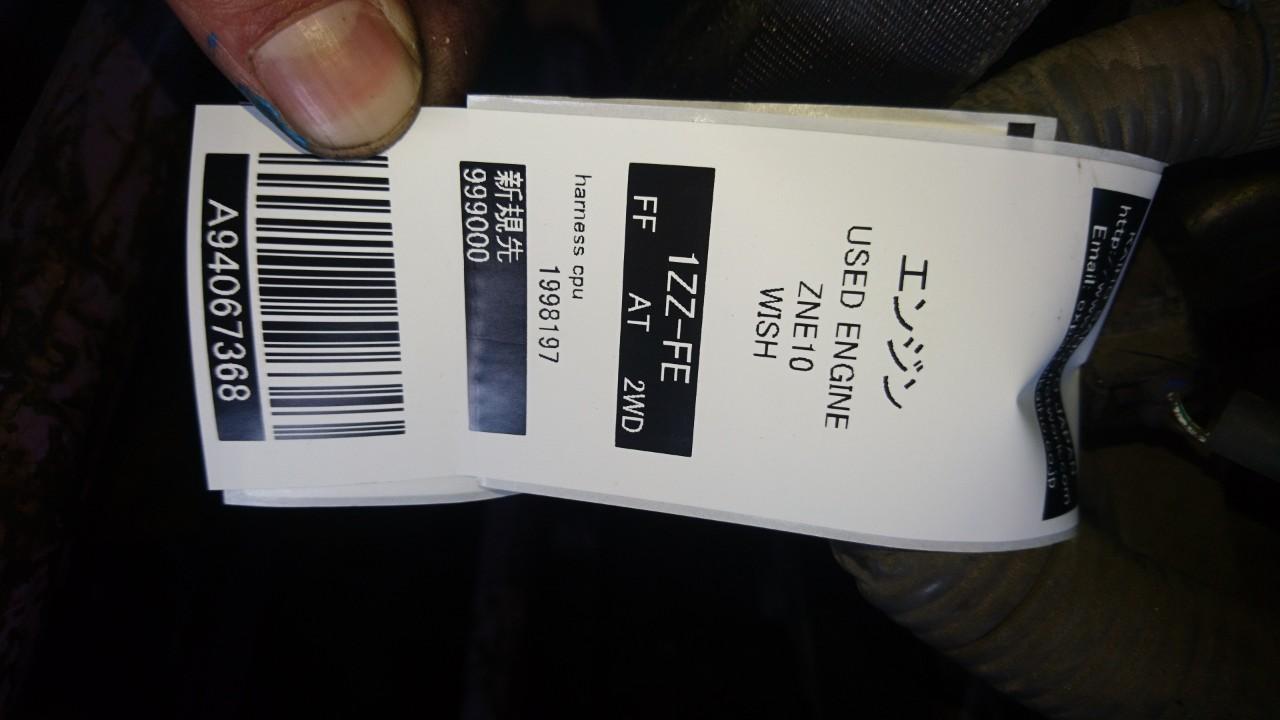 エンジン
USED ENGINE
ZNE10
WISH
1ZZ-FE
FF AT 2WD
harness cpu
1998197
新規先
999000
A94067368